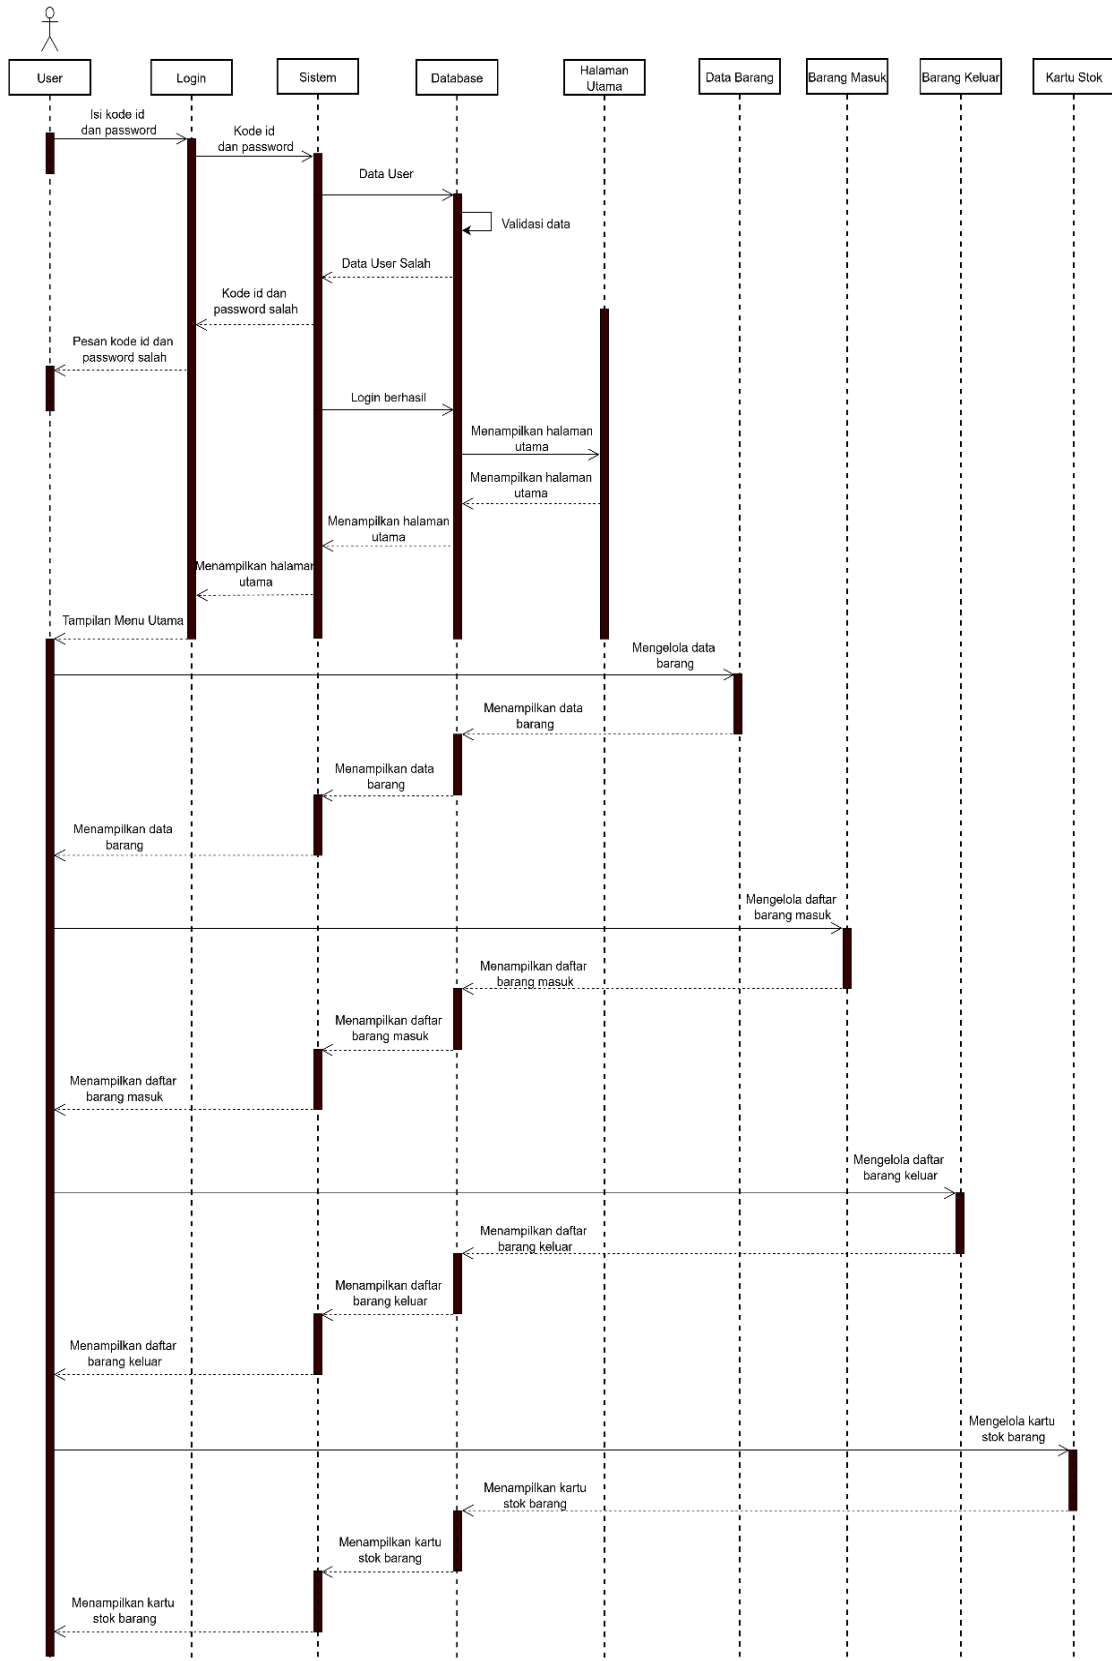 User
Login
Sistem
Database
Halaman
Utama
Data Barang
Barang Masuk
Barang Keluar
Kartu Stok
Isi kode id
dan password
Kode id
dan password
Data User
Validasi data
Data User Salah
Kode id dan
password salah
Pesan kode id dan
password salah
Login berhasil
Menampilkan halaman
utama
Menampilkan halaman
utama
Menampilkan halaman
utama
Menampilkan halaman
utama
Tampilan Menu Utama
Mengelola data
barang
Menampilkan data
barang
Menampilkan data
barang
Menampilkan data
barang
Mengelola daftar
barang masuk
Menampilkan daftar
barang masuk
Menampilkan daftar
barang masuk
Menampilkan daftar
barang masuk
Mengelola daftar
barang keluar
Menampilkan daftar
barang keluar
Menampilkan daftar
barang keluar
Menampilkan daftar
barang keluar
Mengelola kartu
stok barang
Menampilkan kartu
stok barang
Menampilkan kartu
stok barang
Menampilkan kartu
stok barang